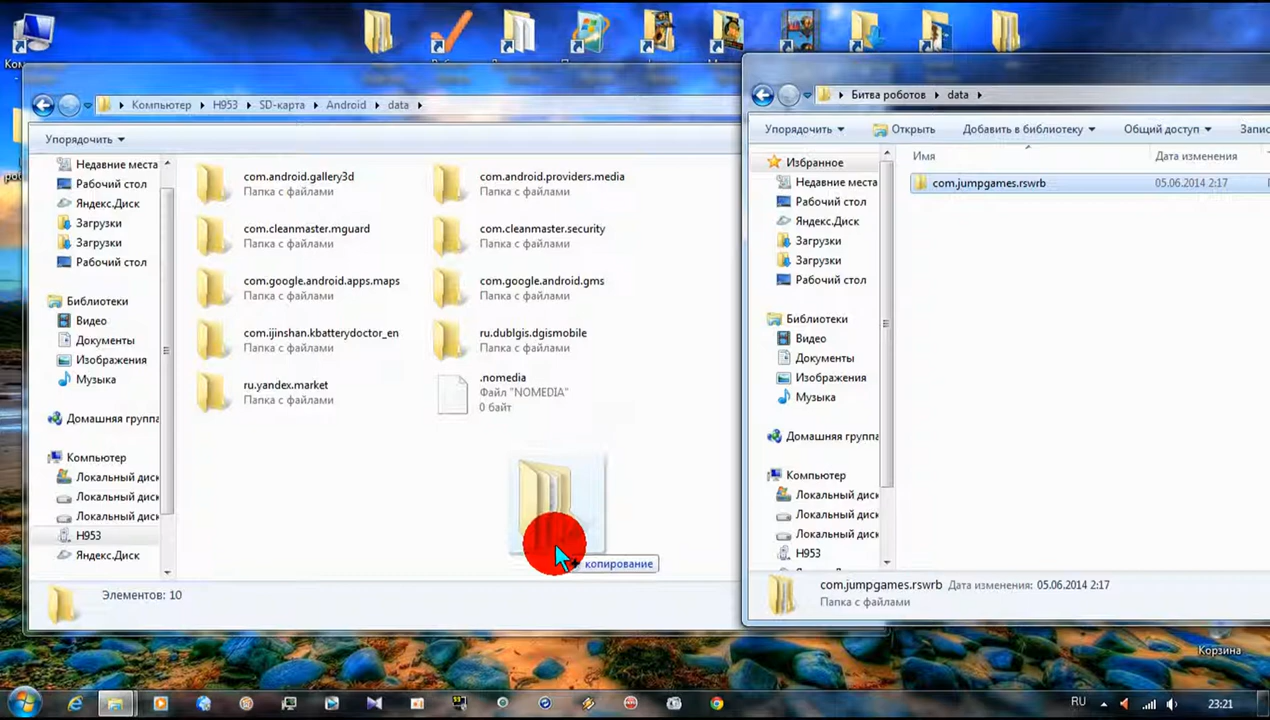 Компьютер
H953
SD-карта
Android
data
Упорядочить
Недавние места
Рабочий стол
Яндекс.Диск
Загрузки
Загрузки
Рабочий стол
Библиотеки
Видео
Документы
Изображения
Музыка
Домашняя группа
Компьютер
Локальный диск
Локальный диск
Локальный диск
H953
Яндекс.Диск
com.android.gallery3d
Папка с файлами
com.android.providers.media
Папка с файлами
com.cleanmaster.mguard
Папка с файлами
com.cleanmaster.security
Папка с файлами
com.google.android.apps.maps
Папка с файлами
com.google.android.gms
Папка с файлами
com.ijinshan.kbatterydoctor_en
Папка с файлами
ru.dublgis.dgismobile
Папка с файлами
ru.yandex.market
Папка с файлами
.nomedia
Файл "NOMEDIA"
0 байт
копирование
Элементов: 10
Битва роботов
data
Упорядочить
Открыть
Добавить в библиотеку
Общий доступ
Запис
Избранное
Недавние места
Рабочий стол
Яндекс.Диск
Загрузки
Загрузки
Рабочий стол
Библиотеки
Видео
Документы
Изображения
Музыка
Домашняя группа
Компьютер
Локальный диск
Локальный диск
Локальный диск
H953
Имя
Дата изменения
com.jumpgames.rswrb
05.06.2014 2:17
com.jumpgames.rswrb
Дата изменения: 05.06.2014 2:17
Папка с файлами
Корзина
RU
23:21